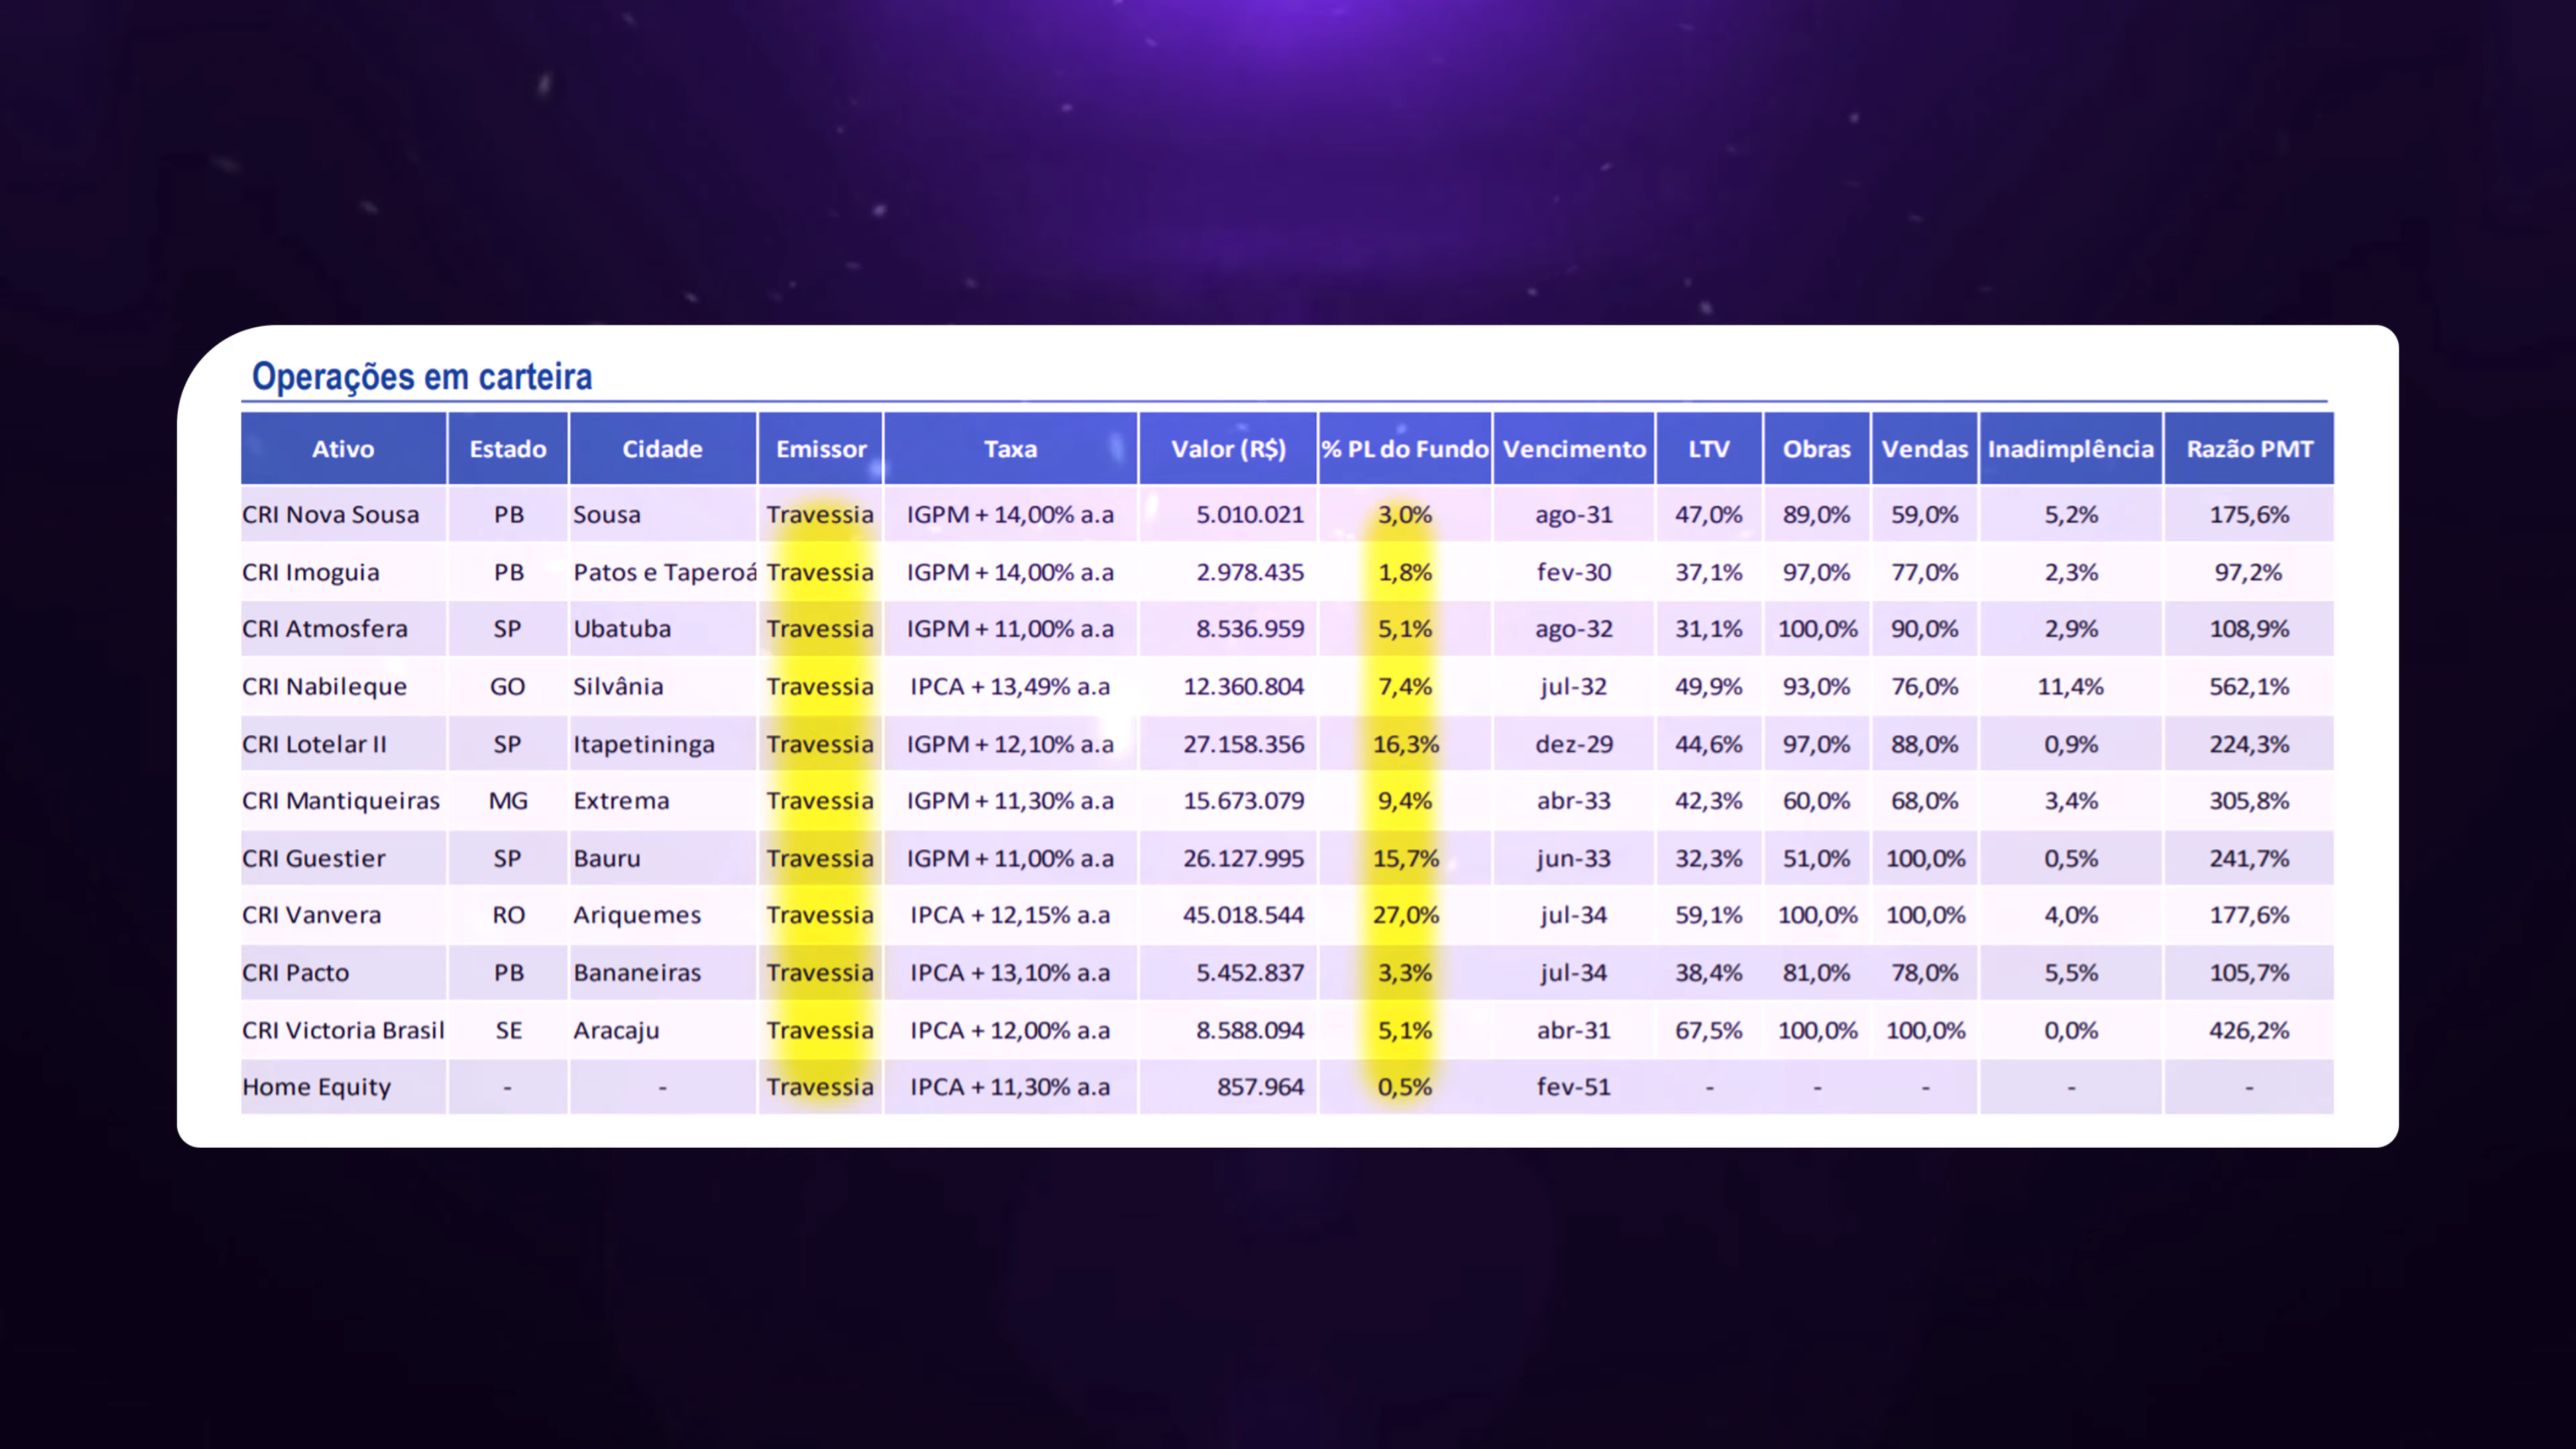 Operações em carteira
Ativo Estado Cidade Emissor Taxa Valor (R$) % PL do Fundo Vencimento LTV Obras Vendas Inadimplência Razão PMT
CRI Nova Sousa PB Sousa Travessia IGPM + 14,00% a.a 5.010.021 3,0% ago-31 47,0% 89,0% 59,0% 5,2% 175,6%
CRI Imoguia PB Patos e Taperoá Travessia IGPM + 14,00% a.a 2.978.435 1,8% fev-30 37,1% 97,0% 77,0% 2,3% 97,2%
CRI Atmosfera SP Ubatuba Travessia IGPM + 11,00% a.a 8.536.959 5,1% ago-32 31,1% 100,0% 90,0% 2,9% 108,9%
CRI Nabileque GO Silvânia Travessia IPCA + 13,49% a.a 12.360.804 7,4% jul-32 49,9% 93,0% 76,0% 11,4% 562,1%
CRI Lotelar II SP Itapetininga Travessia IGPM + 12,10% a.a 27.158.356 16,3% dez-29 44,6% 97,0% 88,0% 0,9% 224,3%
CRI Mantiqueiras MG Extrema Travessia IGPM + 11,30% a.a 15.673.079 9,4% abr-33 42,3% 60,0% 68,0% 3,4% 305,8%
CRI Guestier SP Bauru Travessia IGPM + 11,00% a.a 26.127.995 15,7% jun-33 32,3% 51,0% 100,0% 0,5% 241,7%
CRI Vanvera RO Ariquemes Travessia IPCA + 12,15% a.a 45.018.544 27,0% jul-34 59,1% 100,0% 100,0% 4,0% 177,6%
CRI Pacto PB Bananeiras Travessia IPCA + 13,10% a.a 5.452.837 3,3% jul-34 38,4% 81,0% 78,0% 5,5% 105,7%
CRI Victoria Brasil SE Aracaju Travessia IPCA + 12,00% a.a 8.588.094 5,1% abr-31 67,5% 100,0% 100,0% 0,0% 426,2%
Home Equity - - Travessia IPCA + 11,30% a.a 857.964 0,5% fev-51 - - - - -